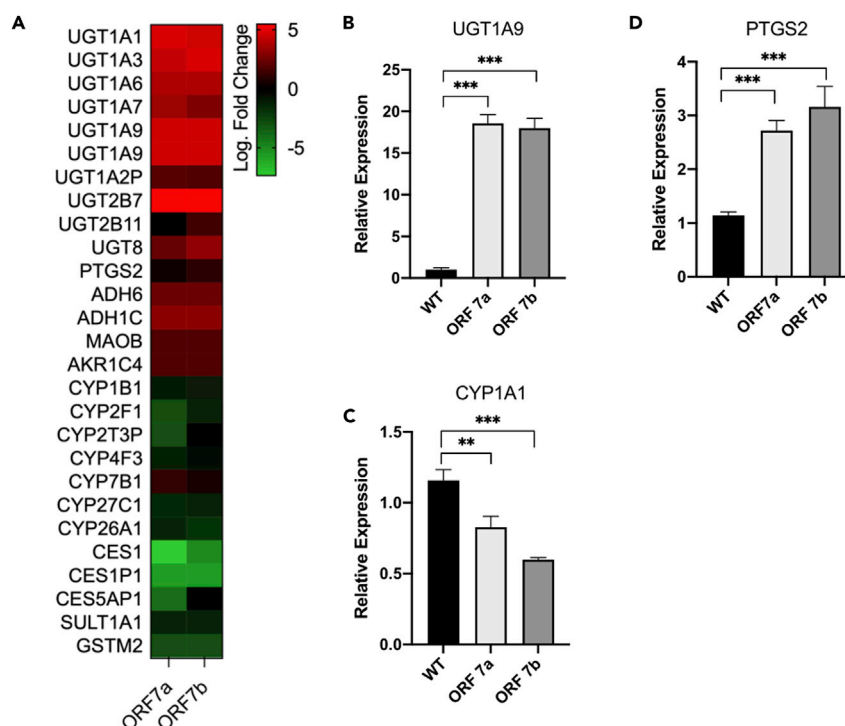 A
UGT1A1
UGT1A3
UGT1A6
UGT1A7
UGT1A9
UGT1A9
UGT1A2P
UGT2B7
UGT2B11
UGT8
PTGS2
ADH6
ADH1C
MAOB
AKR1C4
CYP1B1
CYP2F1
CYP2T3P
CYP4F3
CYP7B1
CYP27C1
CYP26A1
CES1
CES1P1
CES5AP1
SULT1A1
GSTM2
ORF7a
ORF7b
5
0
-5
Log. Fold Change
B
UGT1A9
Relative Expression
25
20
15
10
5
0
***
***
WT
ORF 7a
ORF 7b
D
PTGS2
Relative Expression
4
3
2
1
0
***
***
WT
ORF7a
ORF 7b
C
CYP1A1
Relative Expression
1.5
1.0
0.5
0.0
***
**
WT
ORF 7a
ORF 7b